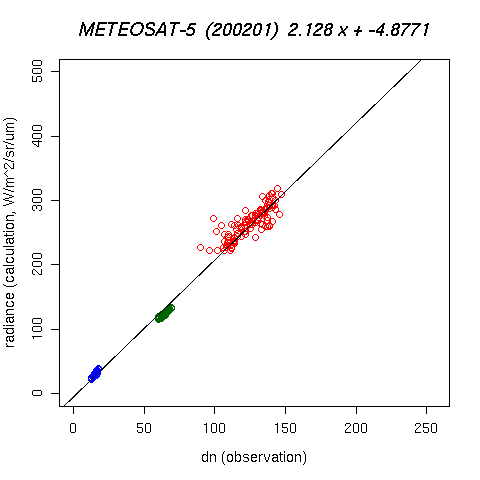 METEOSAT-5 (200201) 2.128 x + -4.8771
radiance (calculation, W/m^2/sr/um)
500
400
300
200
100
0
0 50 100 150 200 250
dn (observation)